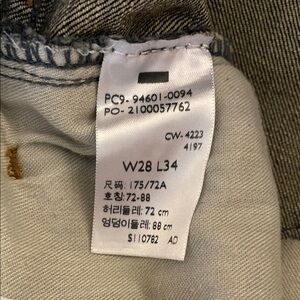 PC9- 94601-0094
PO- 2100057762
CW- 4223
4197
W28 L34
尺码: 175/72A
호칭: 72-88
허리둘레: 72 cm
엉덩이둘레: 88 cm
S110782 AD